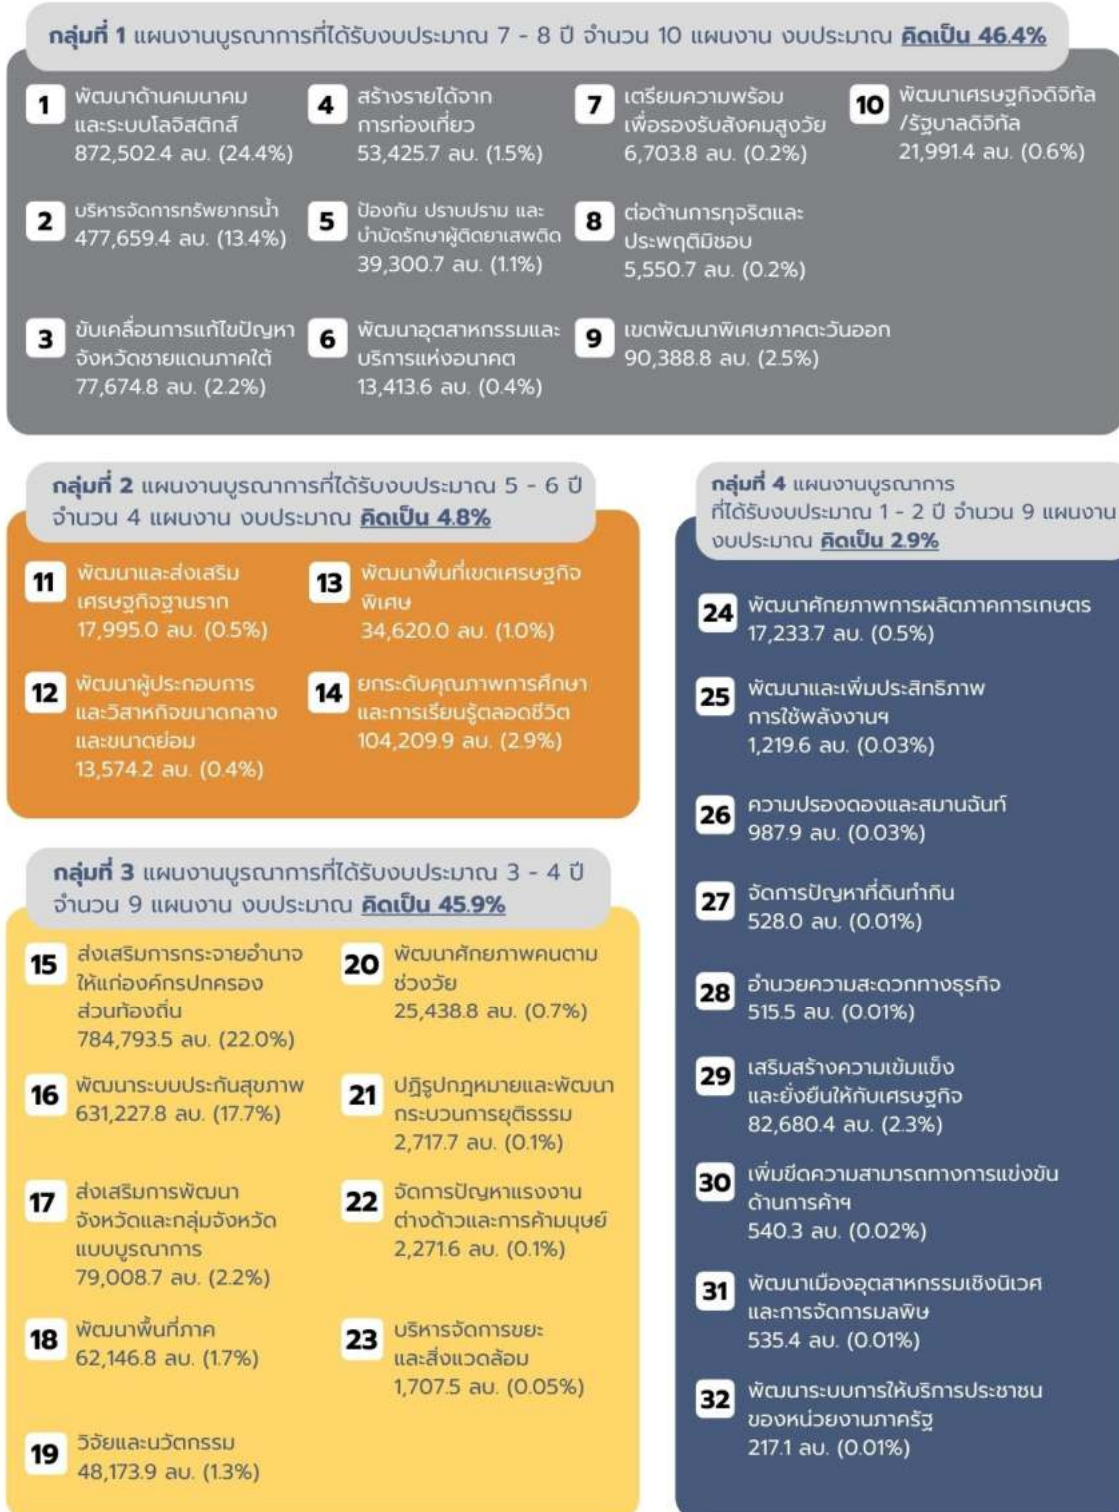 กลุ่มที่ 1 แผนงานบูรณาการที่ได้รับงบประมาณ 7 - 8 ปี จำนวน 10 แผนงาน งบประมาณ คิดเป็น 46.4%
1 พัฒนาด้านคมนาคม
และระบบโลจิสติกส์
872,502.4 ลบ. (24.4%)
2 บริหารจัดการทรัพยากรน้ำ
477,659.4 ลบ. (13.4%)
3 ขับเคลื่อนการแก้ไขปัญหา
จังหวัดชายแดนภาคใต้
77,674.8 ลบ. (2.2%)
4 สร้างรายได้จาก
การท่องเที่ยว
53,425.7 ลบ. (1.5%)
5 ป้องกัน ปราบปราม และ
บำบัดรักษาผู้ติดยาเสพติด
39,300.7 ลบ. (1.1%)
6 พัฒนาอุตสาหกรรมและ
บริการแห่งอนาคต
13,413.6 ลบ. (0.4%)
7 เตรียมความพร้อม
เพื่อรองรับสังคมสูงวัย
6,703.8 ลบ. (0.2%)
8 ต่อต้านการทุจริตและ
ประพฤติมิชอบ
5,550.7 ลบ. (0.2%)
9 เขตพัฒนาพิเศษภาคตะวันออก
90,388.8 ลบ. (2.5%)
10 พัฒนาเศรษฐกิจดิจิทัล
/รัฐบาลดิจิทัล
21,991.4 ลบ. (0.6%)
กลุ่มที่ 2 แผนงานบูรณาการที่ได้รับงบประมาณ 5 - 6 ปี
จำนวน 4 แผนงาน งบประมาณ คิดเป็น 4.8%
11 พัฒนาและส่งเสริม
เศรษฐกิจฐานราก
17,995.0 ลบ. (0.5%)
12 พัฒนาผู้ประกอบการ
และวิสาหกิจขนาดกลาง
และขนาดย่อม
13,574.2 ลบ. (0.4%)
13 พัฒนาพื้นที่เขตเศรษฐกิจ
พิเศษ
34,620.0 ลบ. (1.0%)
14 ยกระดับคุณภาพการศึกษา
และการเรียนรู้ตลอดชีวิต
104,209.9 ลบ. (2.9%)
กลุ่มที่ 3 แผนงานบูรณาการที่ได้รับงบประมาณ 3 - 4 ปี
จำนวน 9 แผนงาน งบประมาณ คิดเป็น 45.9%
15 ส่งเสริมการกระจายอำนาจ
ให้แก่องค์กรปกครอง
ส่วนท้องถิ่น
784,793.5 ลบ. (22.0%)
16 พัฒนาระบบประกันสุขภาพ
631,227.8 ลบ. (17.7%)
17 ส่งเสริมการพัฒนา
จังหวัดและกลุ่มจังหวัด
แบบบูรณาการ
79,008.7 ลบ. (2.2%)
18 พัฒนาพื้นที่ภาค
62,146.8 ลบ. (1.7%)
19 วิจัยและนวัตกรรม
48,173.9 ลบ. (1.3%)
20 พัฒนาศักยภาพคนตาม
ช่วงวัย
25,438.8 ลบ. (0.7%)
21 ปฏิรูปกฎหมายและพัฒนา
กระบวนการยุติธรรม
2,717.7 ลบ. (0.1%)
22 จัดการปัญหาแรงงาน
ต่างด้าวและการค้ามนุษย์
2,271.6 ลบ. (0.1%)
23 บริหารจัดการขยะ
และสิ่งแวดล้อม
1,707.5 ลบ. (0.05%)
กลุ่มที่ 4 แผนงานบูรณาการ
ที่ได้รับงบประมาณ 1 - 2 ปี จำนวน 9 แผนงาน
งบประมาณ คิดเป็น 2.9%
24 พัฒนาศักยภาพการผลิตภาคการเกษตร
17,233.7 ลบ. (0.5%)
25 พัฒนาและเพิ่มประสิทธิภาพ
การใช้พลังงานฯ
1,219.6 ลบ. (0.03%)
26 ความปรองดองและสมานฉันท์
987.9 ลบ. (0.03%)
27 จัดการปัญหาที่ดินทำกิน
528.0 ลบ. (0.01%)
28 อำนวยความสะดวกทางธุรกิจ
515.5 ลบ. (0.01%)
29 เสริมสร้างความเข้มแข็ง
และยั่งยืนให้กับเศรษฐกิจ
82,680.4 ลบ. (2.3%)
30 เพิ่มขีดความสามารถทางการแข่งขัน
ด้านการค้าฯ
540.3 ลบ. (0.02%)
31 พัฒนาเมืองอุตสาหกรรมเชิงนิเวศ
และการจัดการมลพิษ
535.4 ลบ. (0.01%)
32 พัฒนาระบบการให้บริการประชาชน
ของหน่วยงานภาครัฐ
217.1 ลบ. (0.01%)